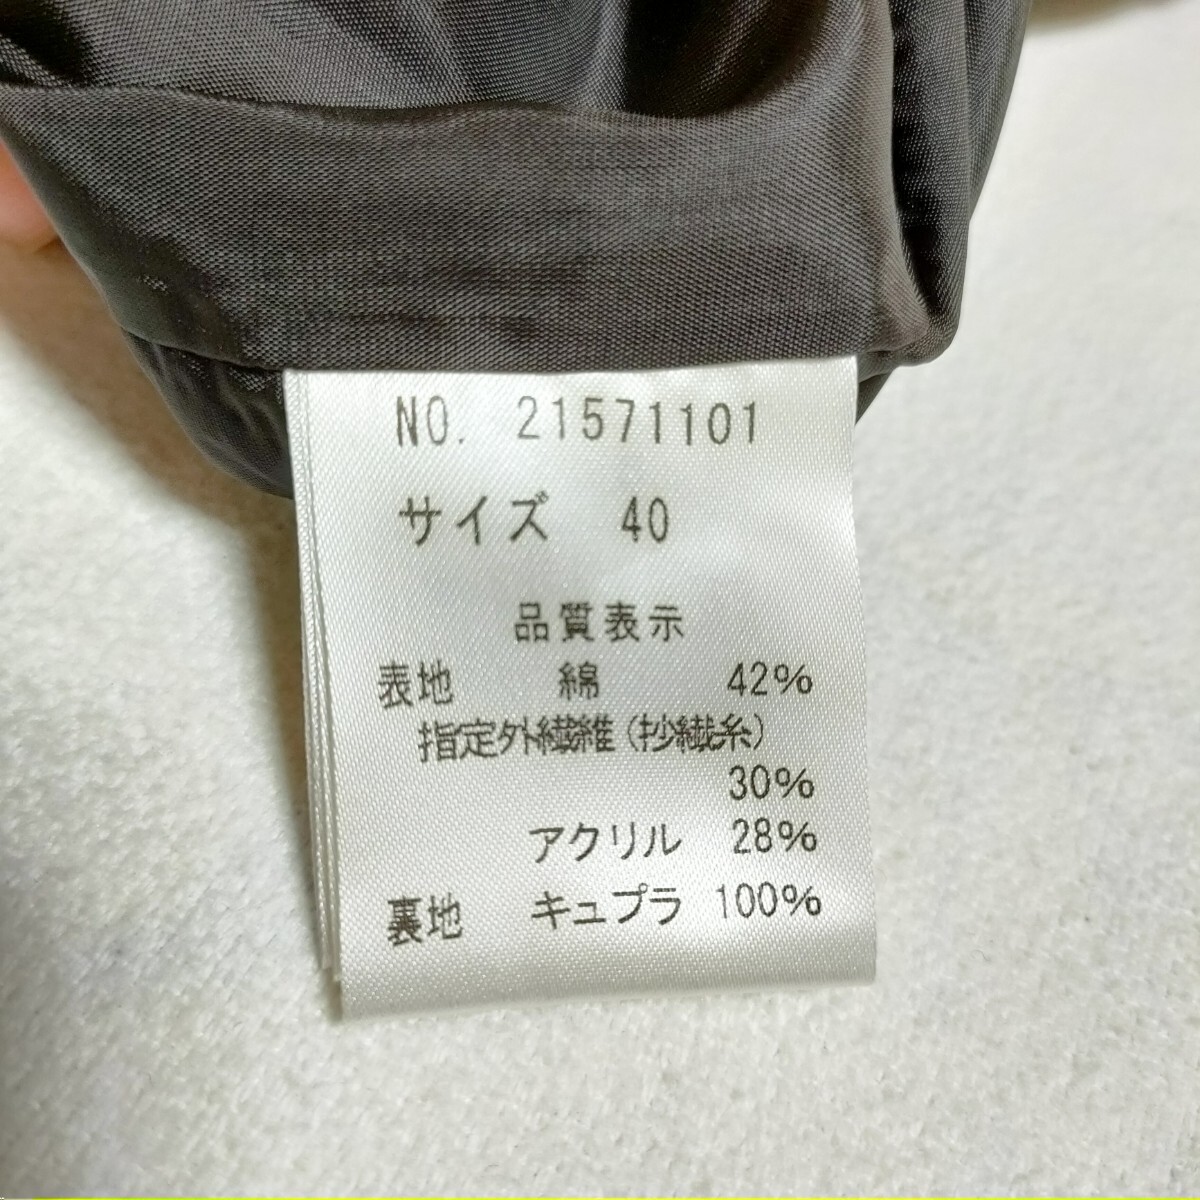 NO. 21571101
サイズ 40
品質表示
表地 綿 42%
指定外繊維(抄繊糸)
30%
アクリル 28%
裏地 キュプラ 100%